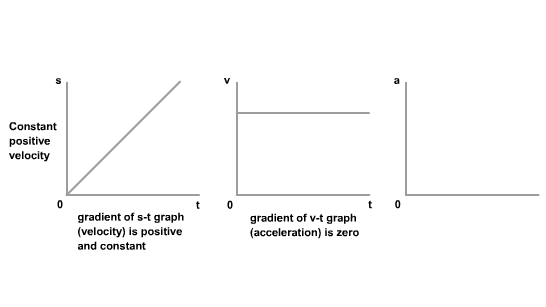 s
v
a
Constant
positive
velocity
0
t
0
t
0
gradient of s-t graph
(velocity) is positive
and constant
gradient of v-t graph
(acceleration) is zero